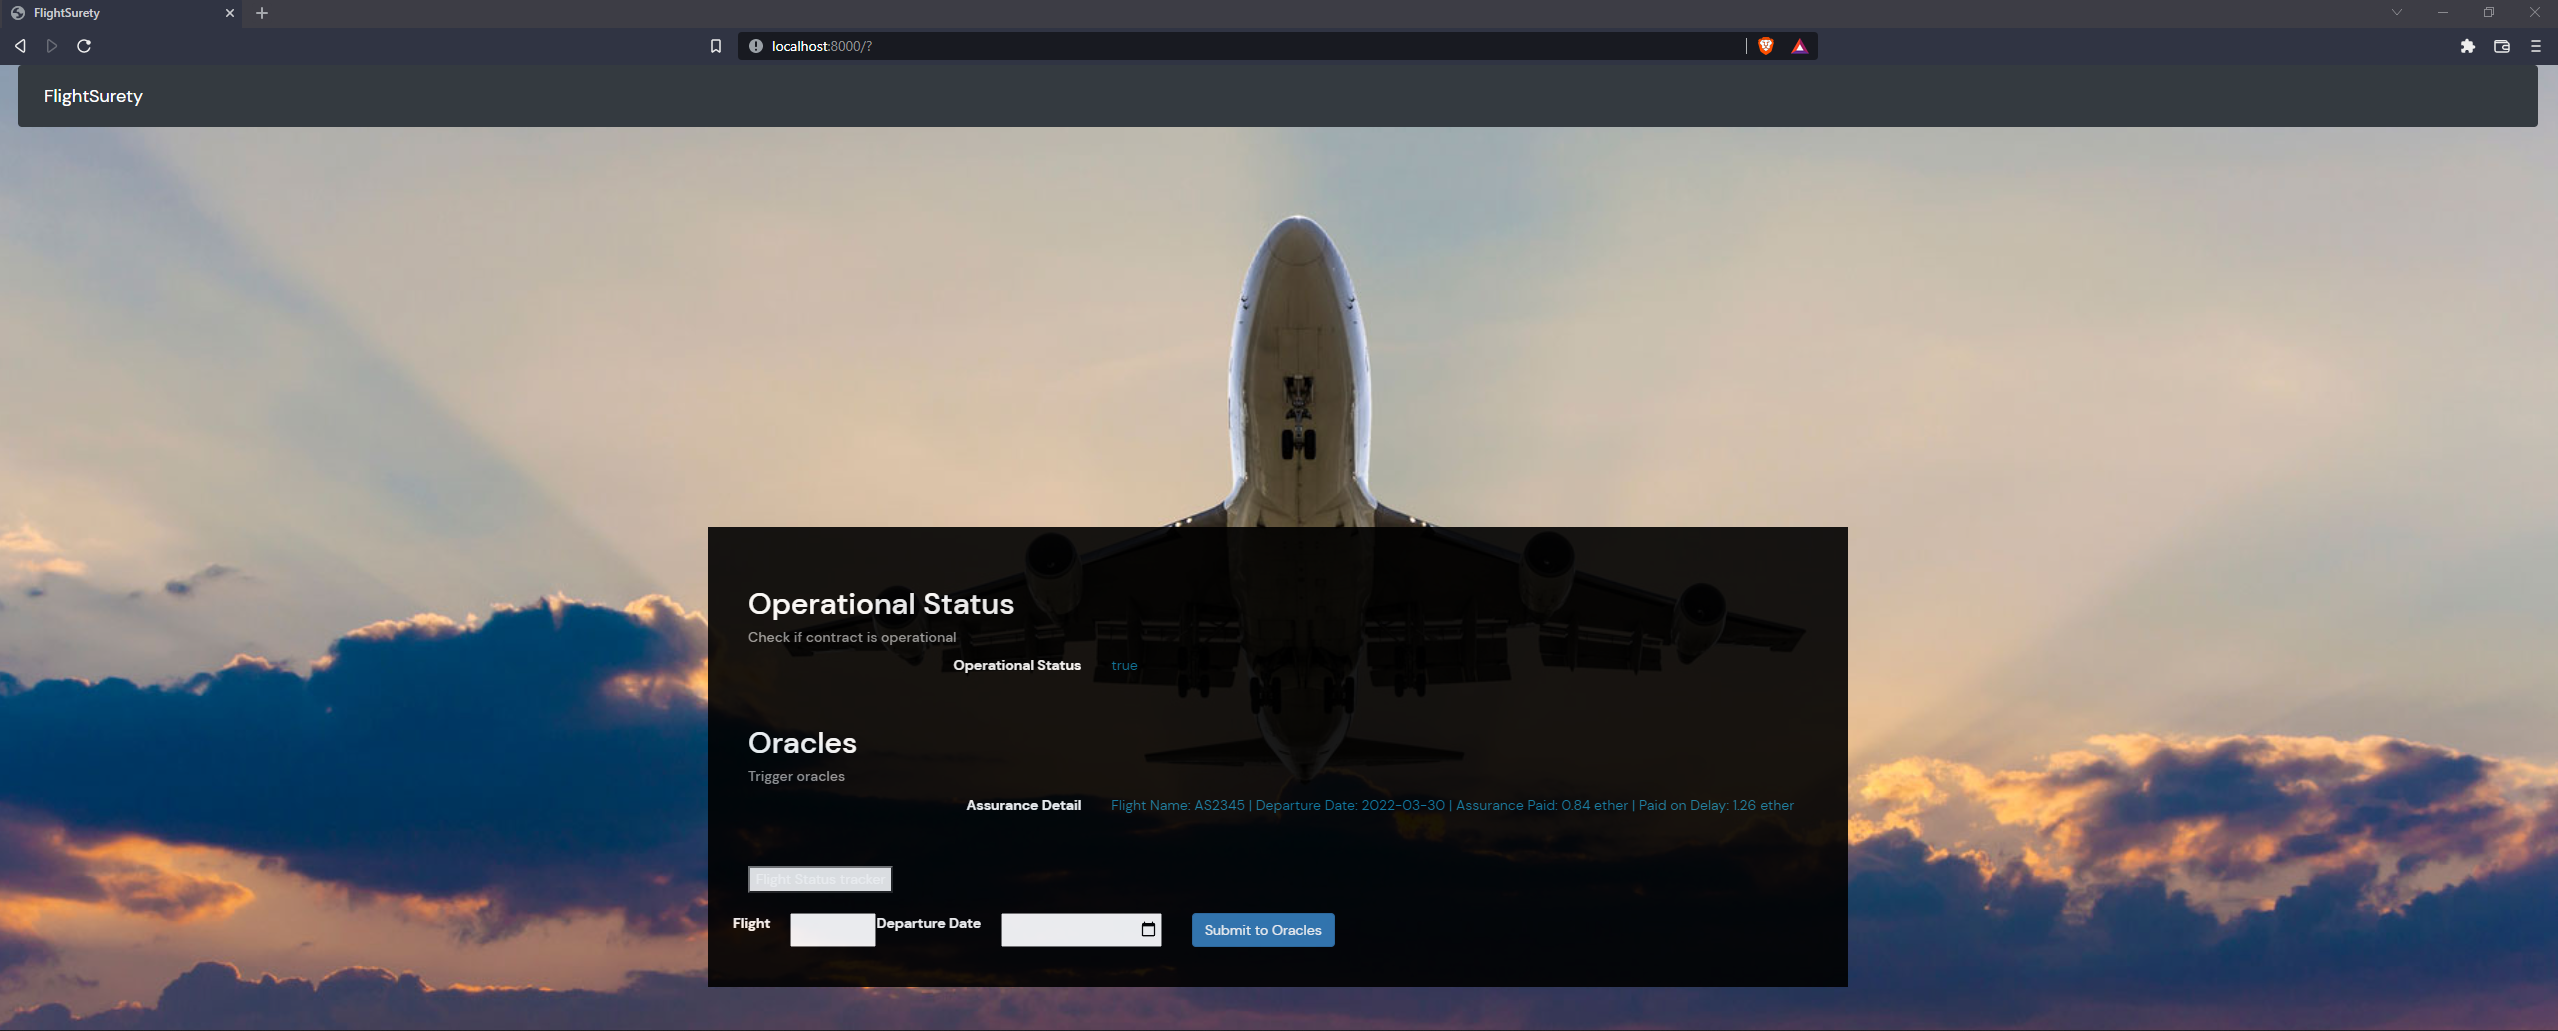 FlightSurety
localhost:8000/?
FlightSurety
Operational Status
Check if contract is operational
Operational Status true
Oracles
Trigger oracles
Assurance Detail Flight Name: AS2345 | Departure Date: 2022-03-30 | Assurance Paid: 0.84 ether | Paid on Delay: 1.26 ether
Flight Status tracker
Flight Departure Date Submit to Oracles